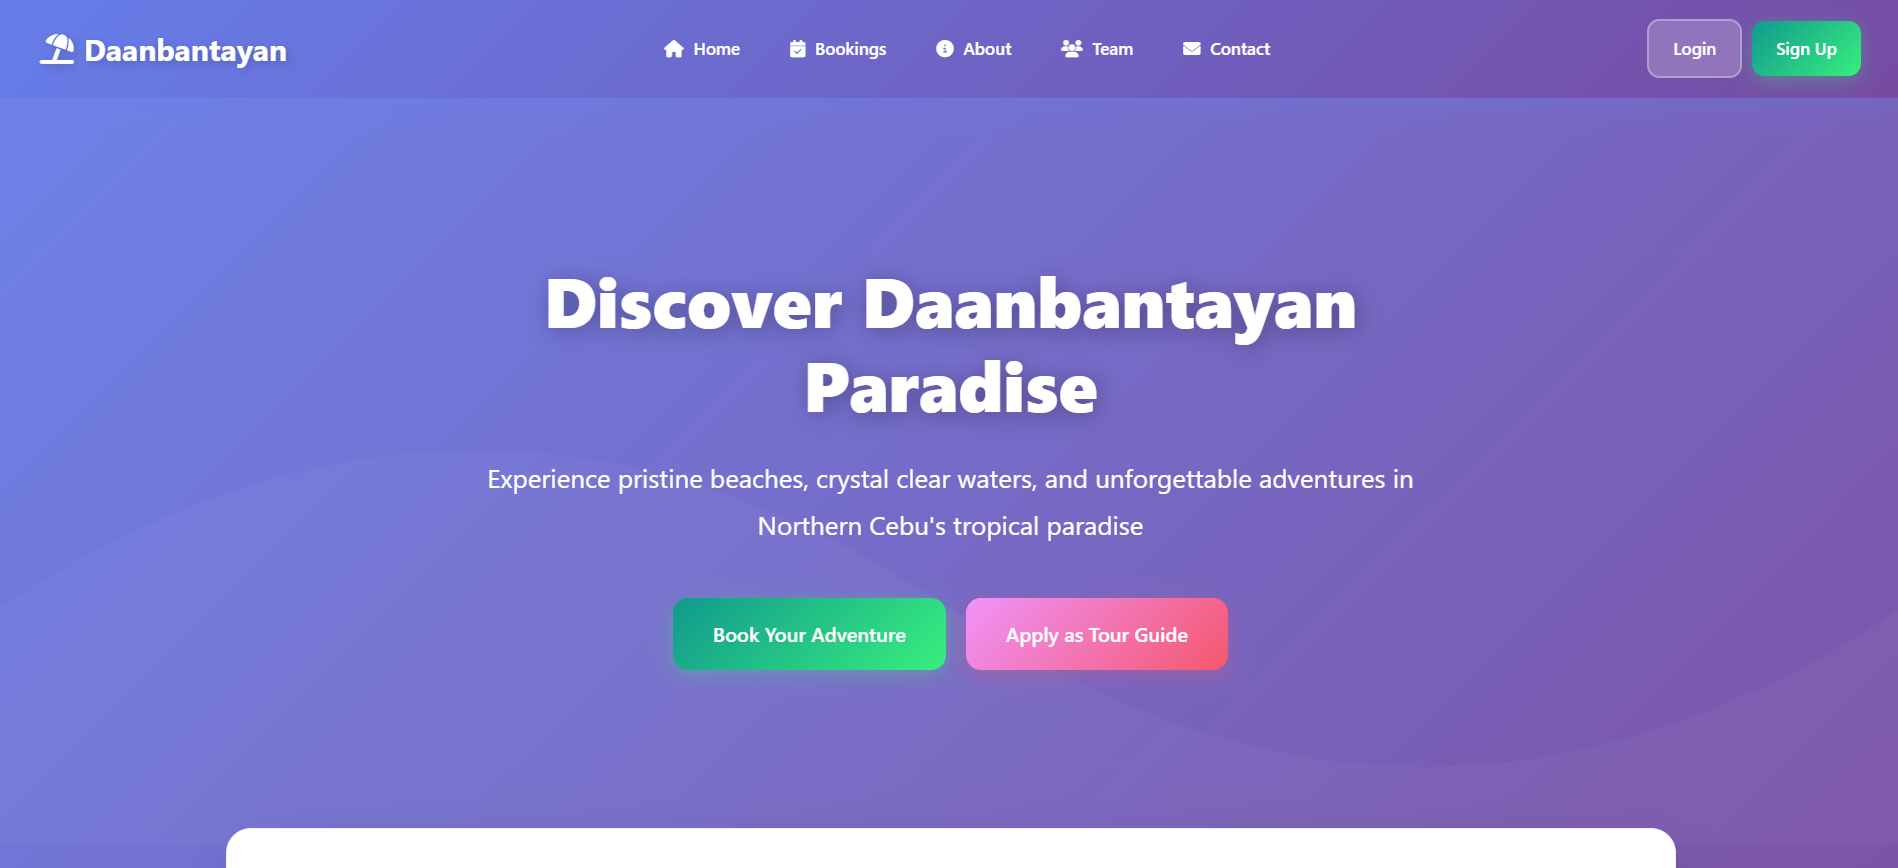 Daanbantayan
Home
Bookings
About
Team
Contact
Login
Sign Up
Discover Daanbantayan
Paradise
Experience pristine beaches, crystal clear waters, and unforgettable adventures in
Northern Cebu's tropical paradise
Book Your Adventure
Apply as Tour Guide